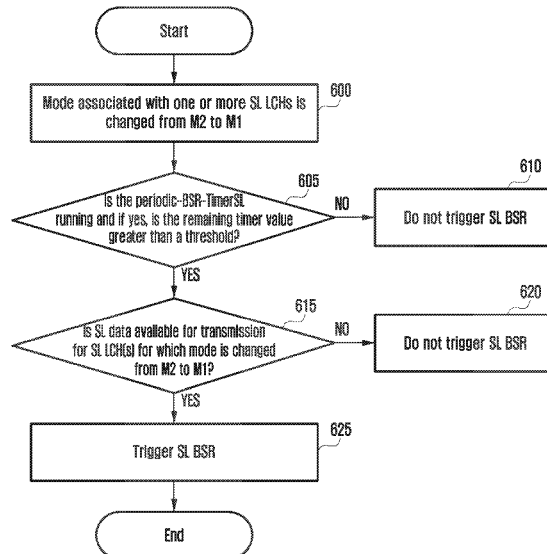 Start
Mode associated with one or more SL LCHs is
changed from M2 to M1
600
Is the periodic-BSR-TimerSL
running and if yes, is the remaining timer value
greater than a threshold?
605
NO
610
Do not trigger SL BSR
YES
Is SL data available for transmission
for SL LCH(s) for which mode is changed
from M2 to M1?
615
NO
620
Do not trigger SL BSR
YES
Trigger SL BSR
625
End